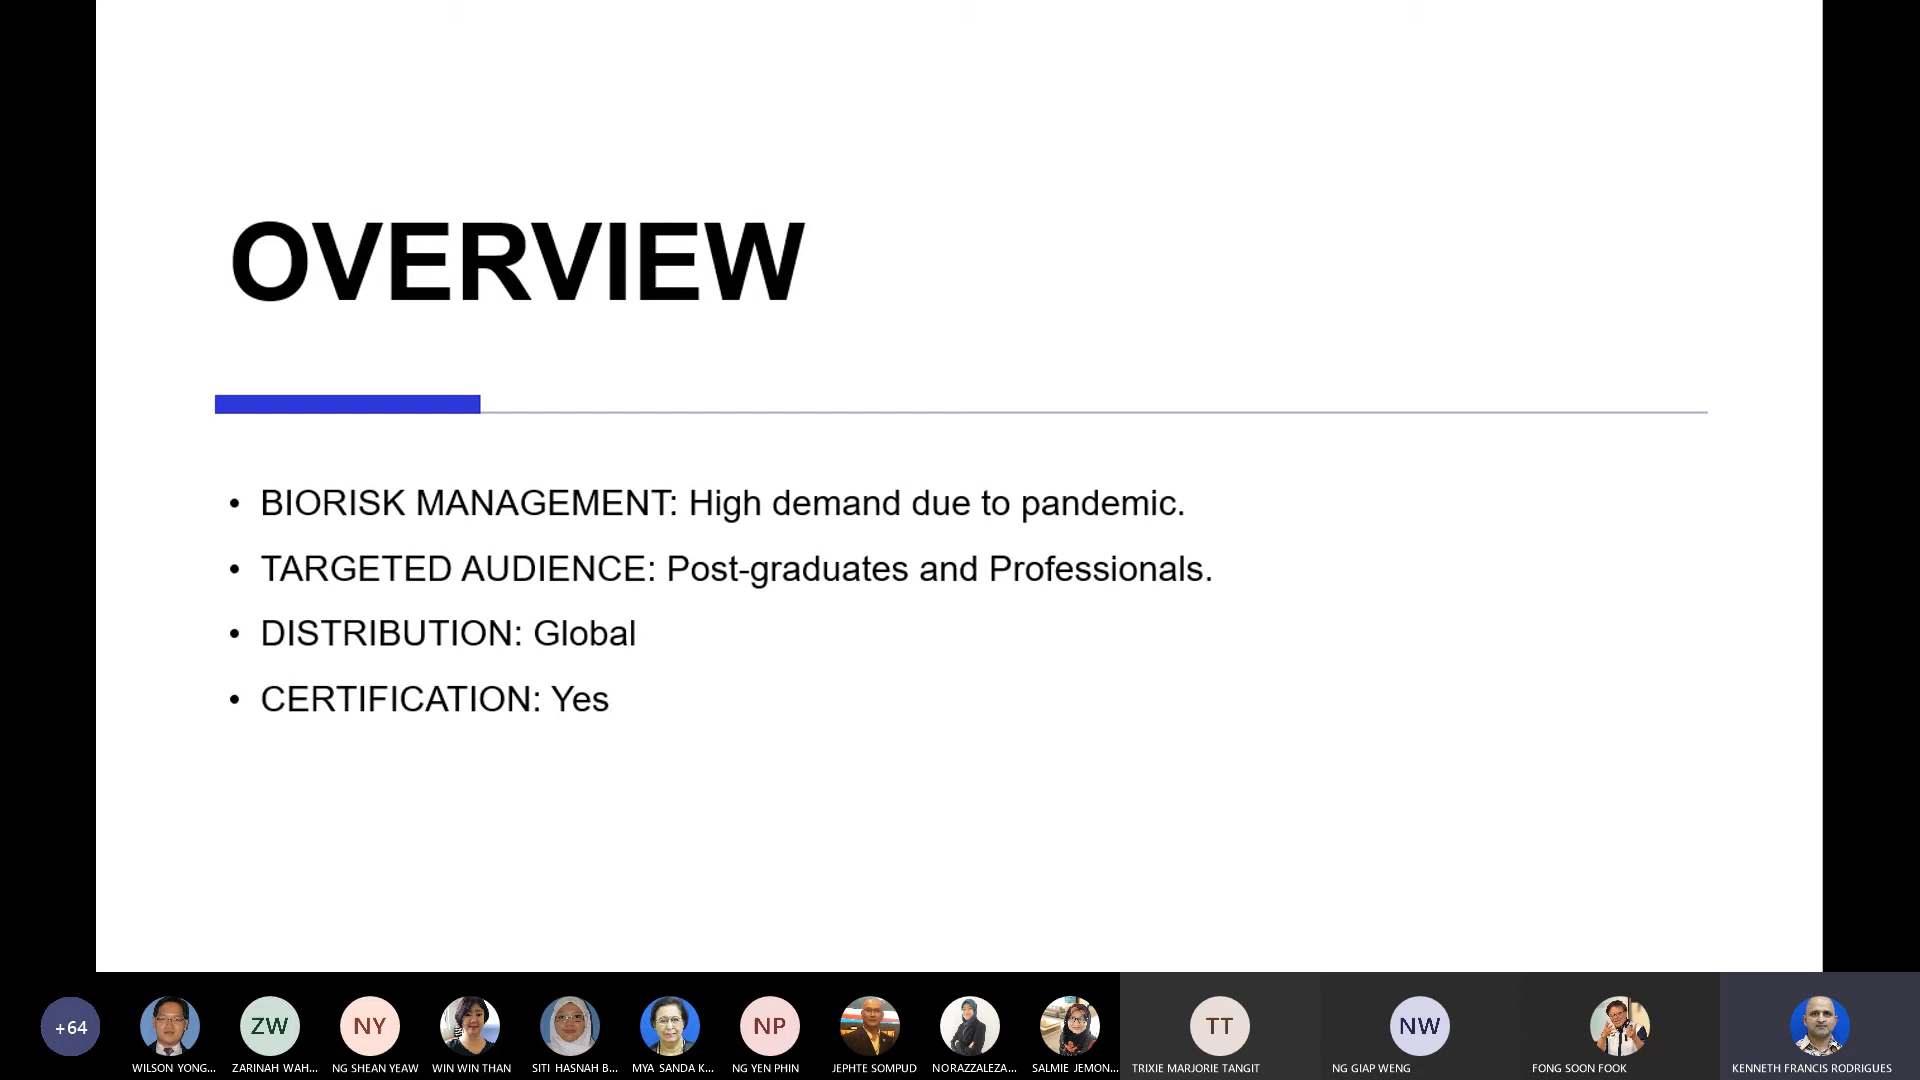 OVERVIEW
• BIORISK MANAGEMENT: High demand due to pandemic.
• TARGETED AUDIENCE: Post-graduates and Professionals.
• DISTRIBUTION: Global
• CERTIFICATION: Yes
+64
ZW
NY
NP
TT
NW
WILSON YONG...
ZARINAH WAH...
NG SHEAN YEAW
WIN WIN THAN
SITI HASNAH B...
MYA SANDA K...
NG YEN PHIN
JEPHTE SOMPUD
NORAZZALEZA...
SALMIE JEMON...
TRIXIE MARJORIE TANGIT
NG GIAP WENG
FONG SOON FOOK
KENNETH FRANCIS RODRIGUES